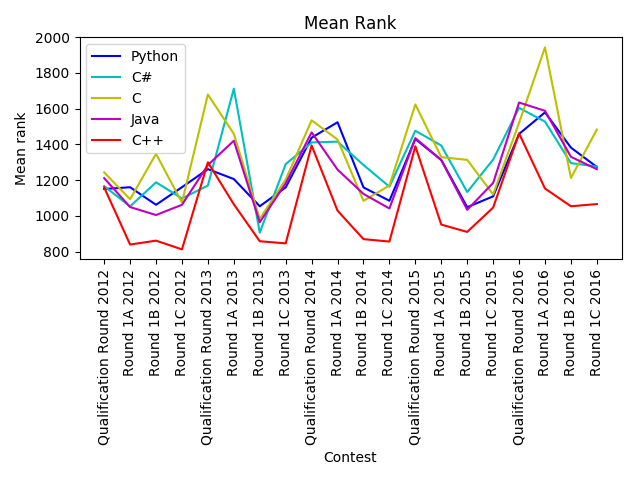 Mean Rank
Mean rank
2000
1800
1600
1400
1200
1000
800
Python
C#
C
Java
C++
Qualification Round 2012
Round 1A 2012
Round 1B 2012
Round 1C 2012
Qualification Round 2013
Round 1A 2013
Round 1B 2013
Round 1C 2013
Qualification Round 2014
Round 1A 2014
Round 1B 2014
Round 1C 2014
Qualification Round 2015
Round 1A 2015
Round 1B 2015
Round 1C 2015
Qualification Round 2016
Round 1A 2016
Round 1B 2016
Round 1C 2016
Contest